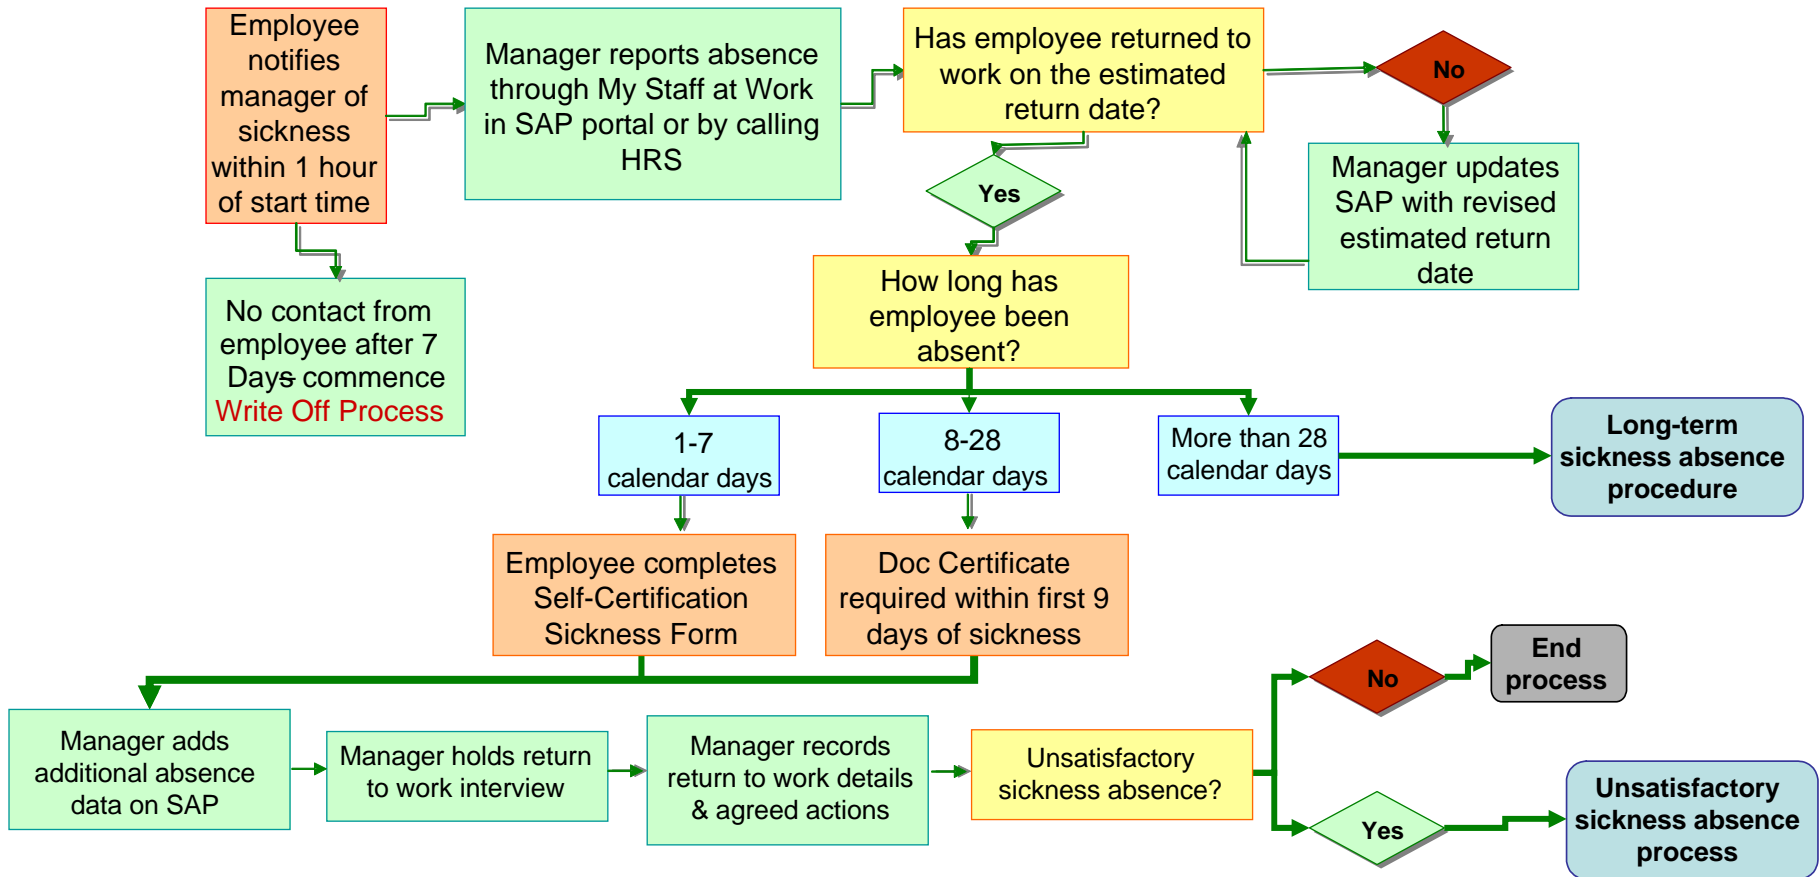 Employee
notifies
manager of
sickness
within 1 hour
of start time
Manager reports absence
through My Staff at Work
in SAP portal or by calling
HRS
Has employee returned to
work on the estimated
return date?
No
Manager updates
SAP with revised
estimated return
date
Yes
No contact from
employee after 7
Days commence
Write Off Process
How long has
employee been
absent?
1-7
calendar days
8-28
calendar days
More than 28
calendar days
Long-term
sickness absence
procedure
Employee completes
Self-Certification
Sickness Form
Doc Certificate
required within first 9
days of sickness
Manager adds
additional absence
data on SAP
Manager holds return
to work interview
Manager records
return to work details
& agreed actions
Unsatisfactory
sickness absence?
No
End
process
Yes
Unsatisfactory
sickness absence
process